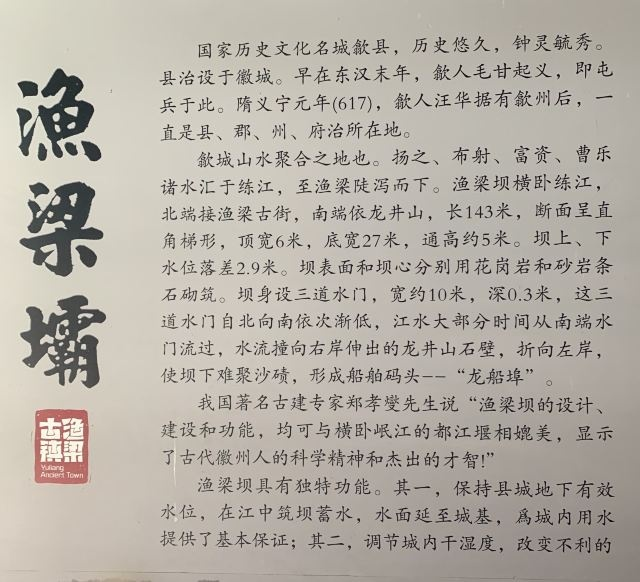 漁梁壩
渔梁
古镇
Yuliang
Ancient Town
国家历史文化名城歙县，历史悠久，钟灵毓秀。
县治设于徽城。早在东汉末年，歙人毛甘起义，即屯
兵于此。隋义宁元年(617)，歙人汪华据有歙州后，一
直是县、郡、州、府治所在地。
歙城山水聚合之地也。扬之、布射、富资、曹乐
诸水汇于练江，至渔梁陡泻而下。渔梁坝横卧练江，
北端接渔梁古街，南端依龙井山，长143米，断面呈直
角梯形，顶宽6米，底宽27米，通高约5米。坝上、下
水位落差2.9米。坝表面和坝心分别用花岗岩和砂岩条
石砌筑。坝身设三道水门，宽约10米，深0.3米，这三
道水门自北向南依次渐低，江水大部分时间从南端水
门流过，水流撞向右岸伸出的龙井山石壁，折向左岸，
使坝下难聚沙碛，形成船舶码头--“龙船埠”。
我国著名古建专家郑孝燮先生说“渔梁坝的设计、
建设和功能，均可与横卧岷江的都江堰相媲美，显示
了古代徽州人的科学精神和杰出的才智!”
渔梁坝具有独特功能。其一，保持县城地下有效
水位，在江中筑坝蓄水，水面延至城基，爲城内用水
提供了基本保证；其二，调节城内干湿度，改变不利的